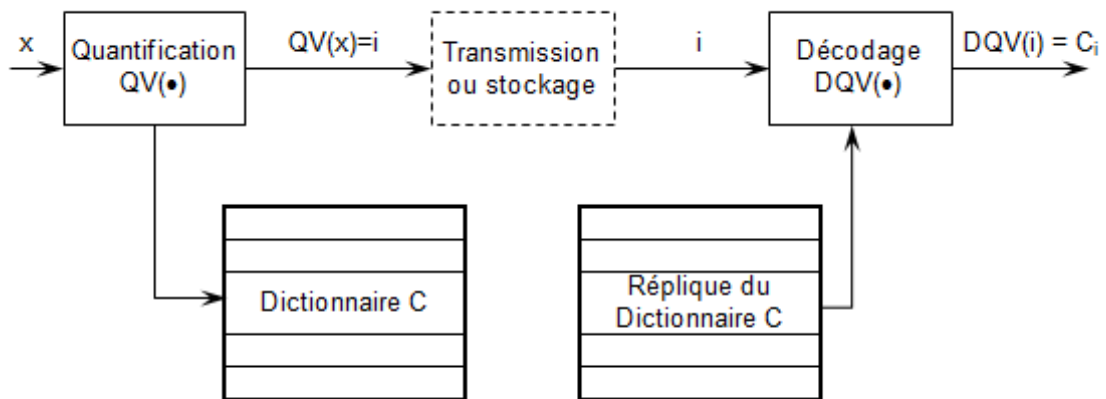 x
Quantification
QV(•)
QV(x)=i
Transmission
ou stockage
i
Décodage
DQV(•)
DQV(i) = Ci
Dictionnaire C
Réplique du
Dictionnaire C